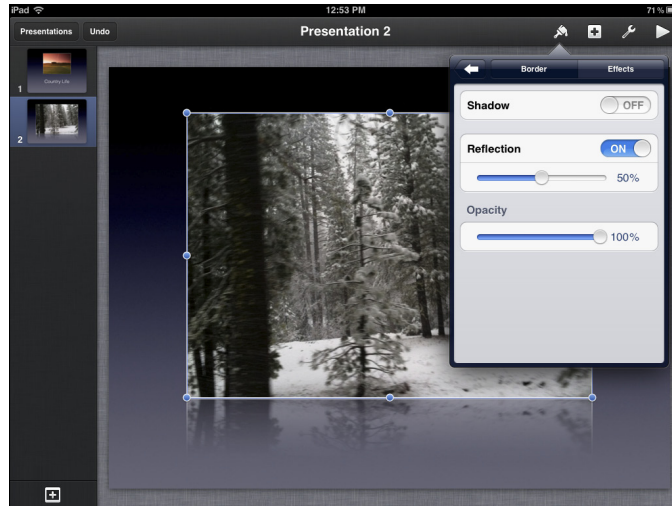 iPad 12:53 PM 71%
Presentations Undo Presentation 2
Border Effects
Country Life
1
2
Shadow OFF
Reflection ON
50%
Opacity
100%